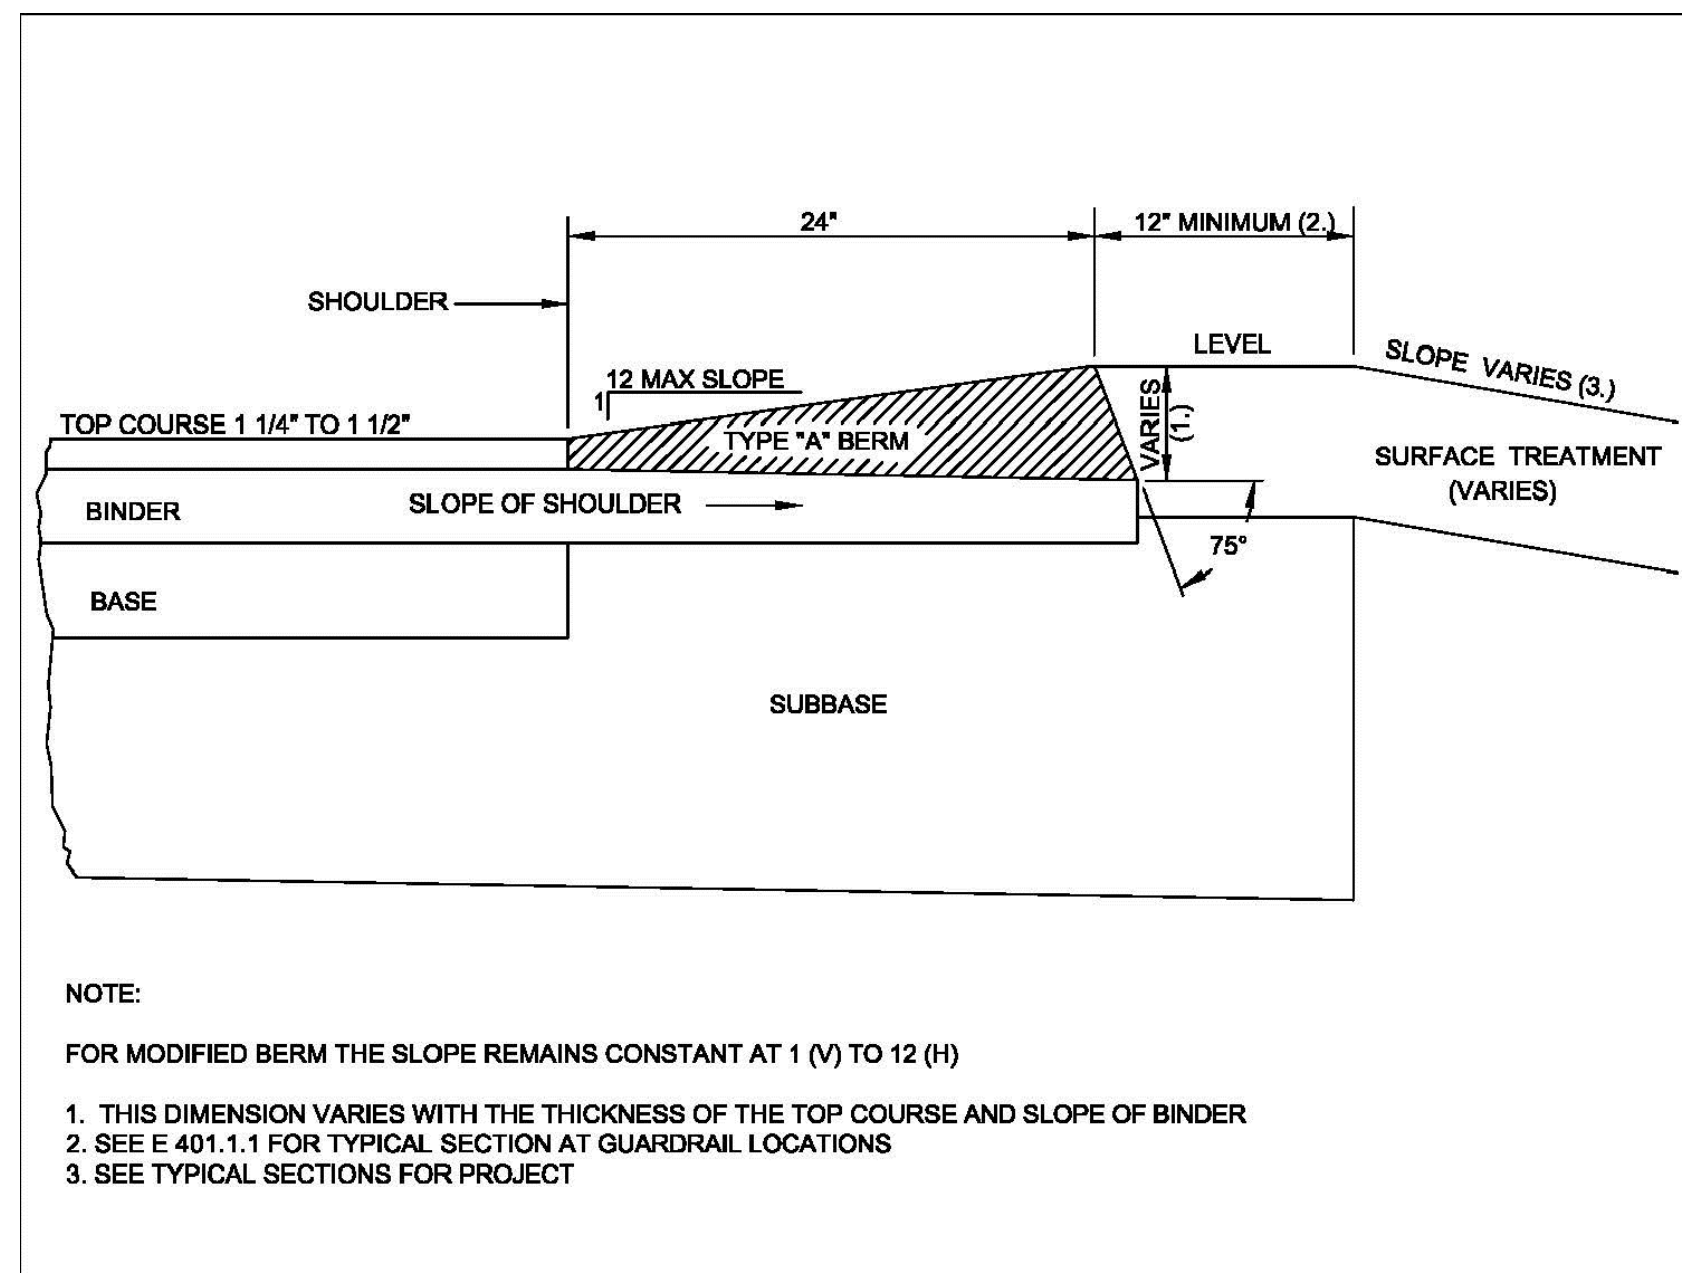 24"
12" MINIMUM (2.)
SHOULDER
LEVEL
SLOPE VARIES (3.)
12 MAX SLOPE
1
VARIES
(1.)
TOP COURSE 1 1/4" TO 1 1/2"
TYPE "A" BERM
SURFACE TREATMENT
(VARIES)
SLOPE OF SHOULDER
BINDER
75°
BASE
SUBBASE
NOTE:
FOR MODIFIED BERM THE SLOPE REMAINS CONSTANT AT 1 (V) TO 12 (H)
1. THIS DIMENSION VARIES WITH THE THICKNESS OF THE TOP COURSE AND SLOPE OF BINDER
2. SEE E 401.1.1 FOR TYPICAL SECTION AT GUARDRAIL LOCATIONS
3. SEE TYPICAL SECTIONS FOR PROJECT